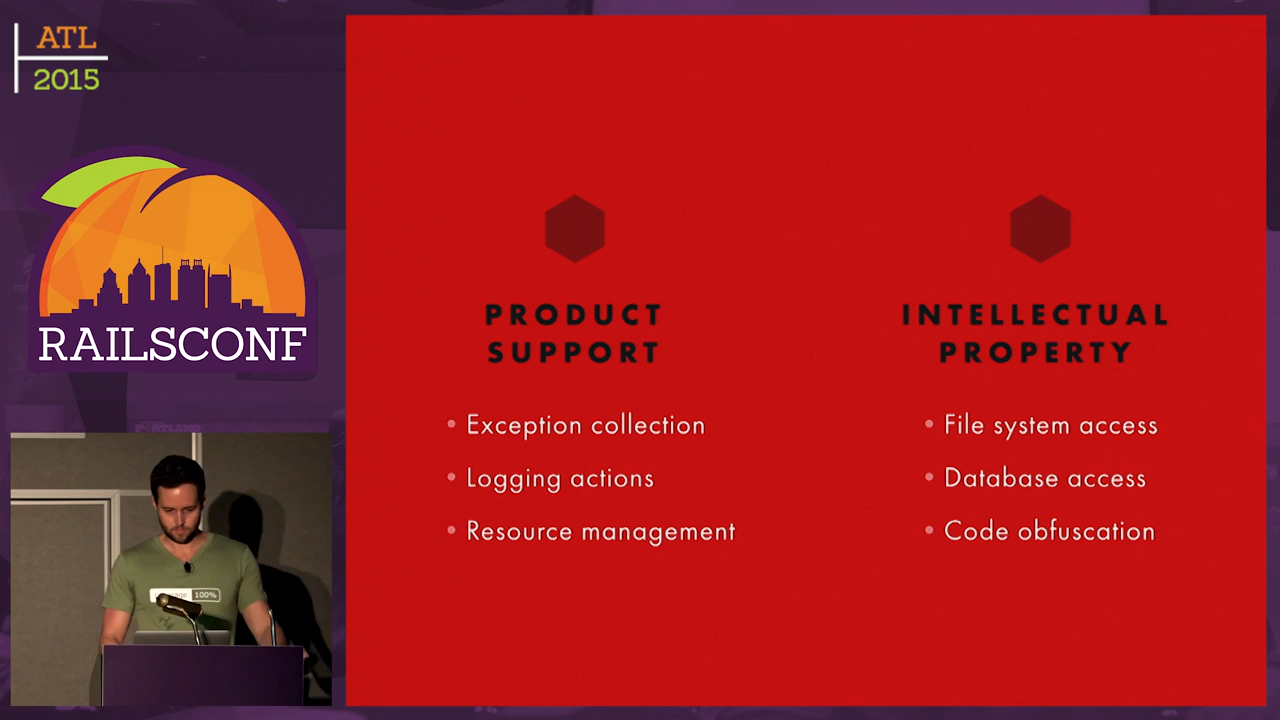 ATL
2015
RAILSCONF
100%
PRODUCT
SUPPORT
• Exception collection
• Logging actions
• Resource management
INTELLECTUAL
PROPERTY
• File system access
• Database access
• Code obfuscation